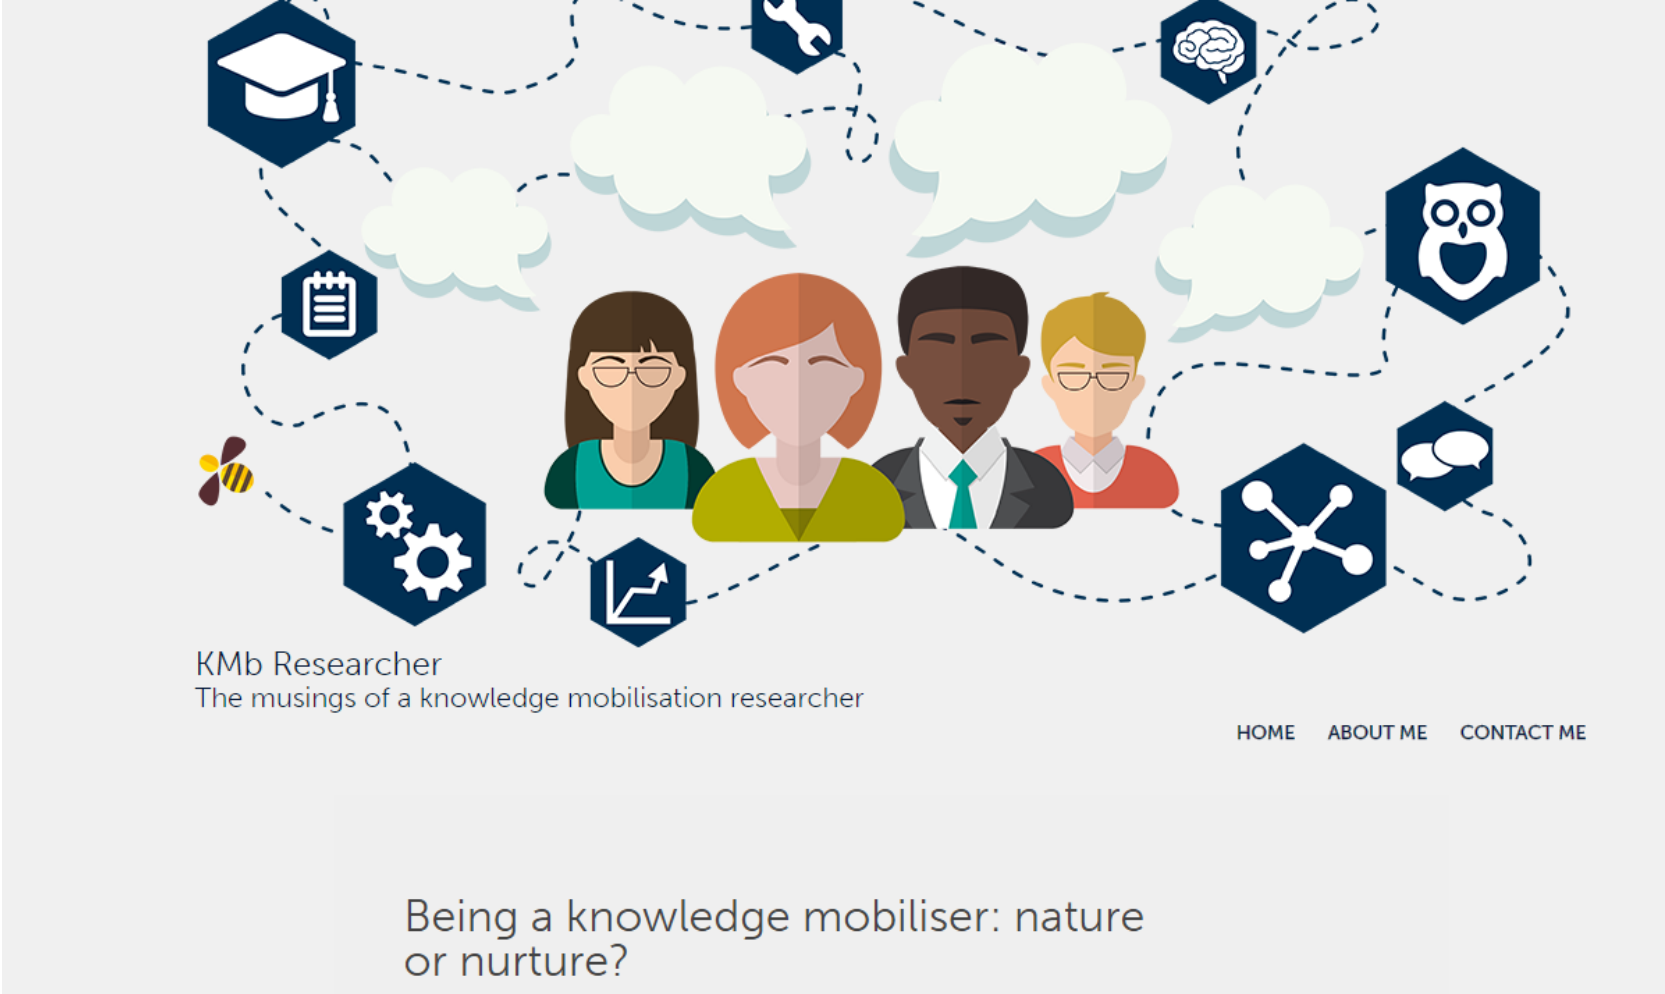 KMb Researcher
The musings of a knowledge mobilisation researcher
HOME ABOUT ME CONTACT ME
Being a knowledge mobiliser: nature
or nurture?